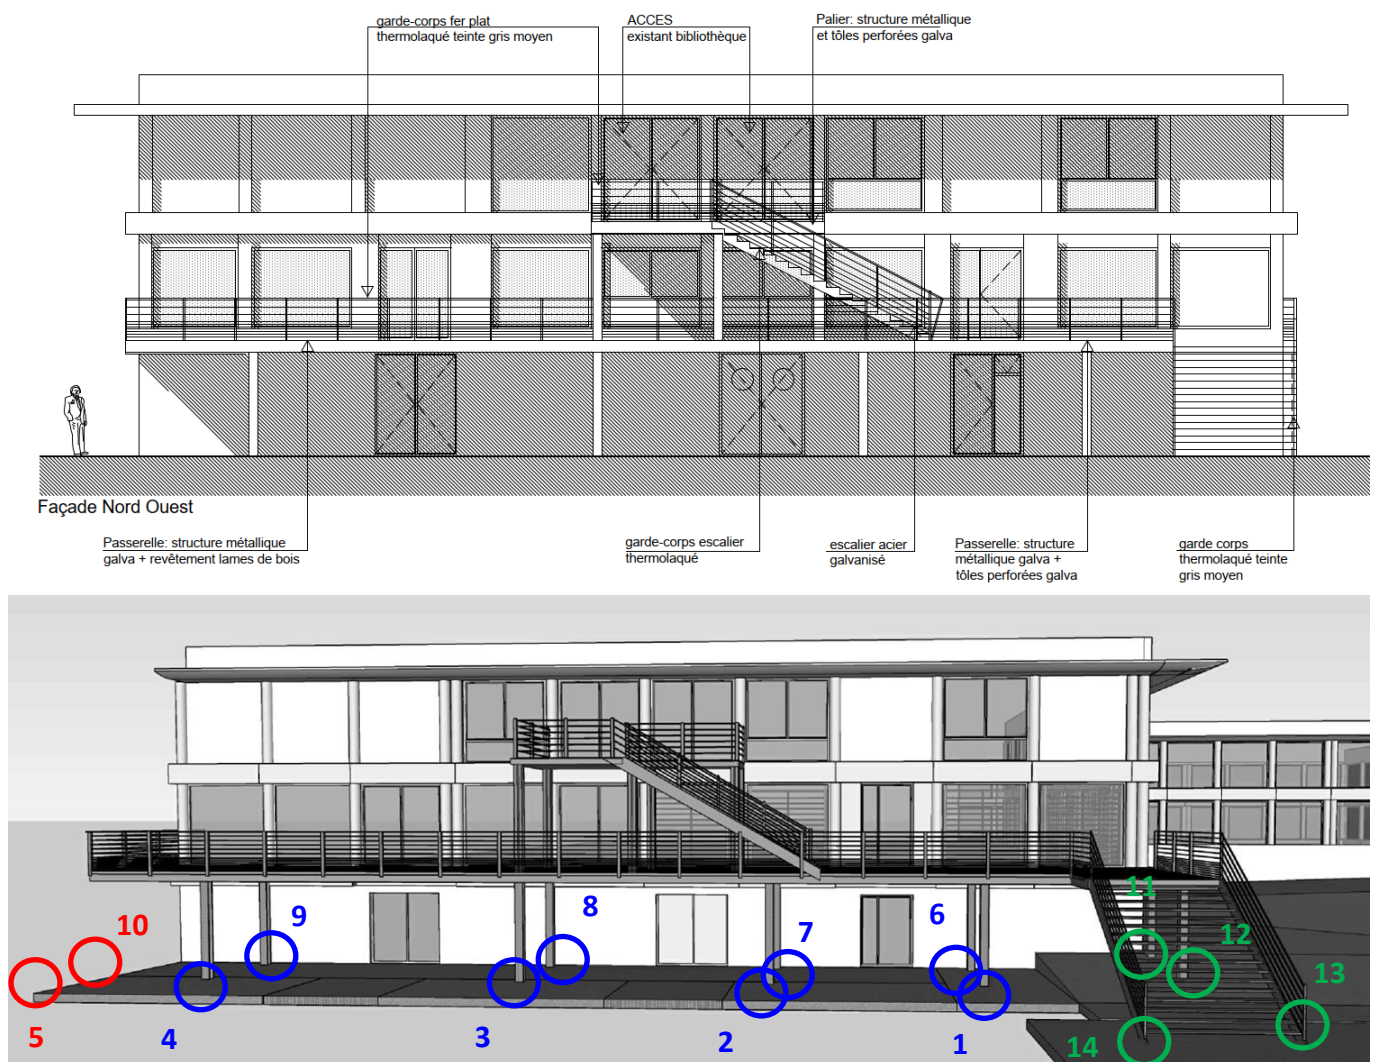 garde-corps fer plat
thermolaqué teinte gris moyen
ACCES
existant bibliothèque
Palier: structure métallique
et tôles perforées galva
Façade Nord Ouest
Passerelle: structure métallique
galva + revêtement lames de bois
garde-corps escalier
thermolaqué
escalier acier
galvanisé
Passerelle: structure
métallique galva +
tôles perforées galva
garde corps
thermolaqué teinte
gris moyen
11
10
9
8
7
6
12
13
5
4
3
2
1
14